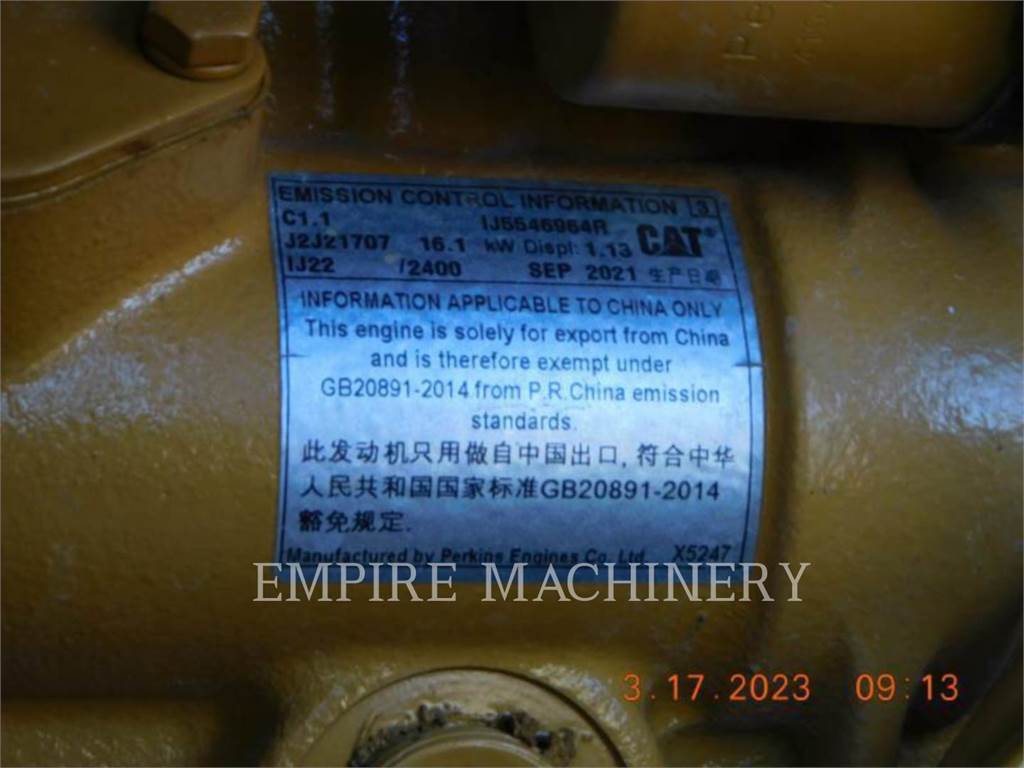 EMISSION CONTROL INFORMATION 3
C1.1 IJ5546964R CAT®
J2J21707 16.1 kW Displ: 1.13
IJ22 /2400 SEP 2021 生产日期
INFORMATION APPLICABLE TO CHINA ONLY
This engine is solely for export from China
and is therefore exempt under
GB20891-2014 from P.R.China emission
standards.
此发动机只用做自中国出口, 符合中华
人民共和国国家标准GB20891-2014
豁免规定.
Manufactured by Perkins Engines Co. Ltd. X5247
EMPIRE MACHINERY
3.17.2023 09:13